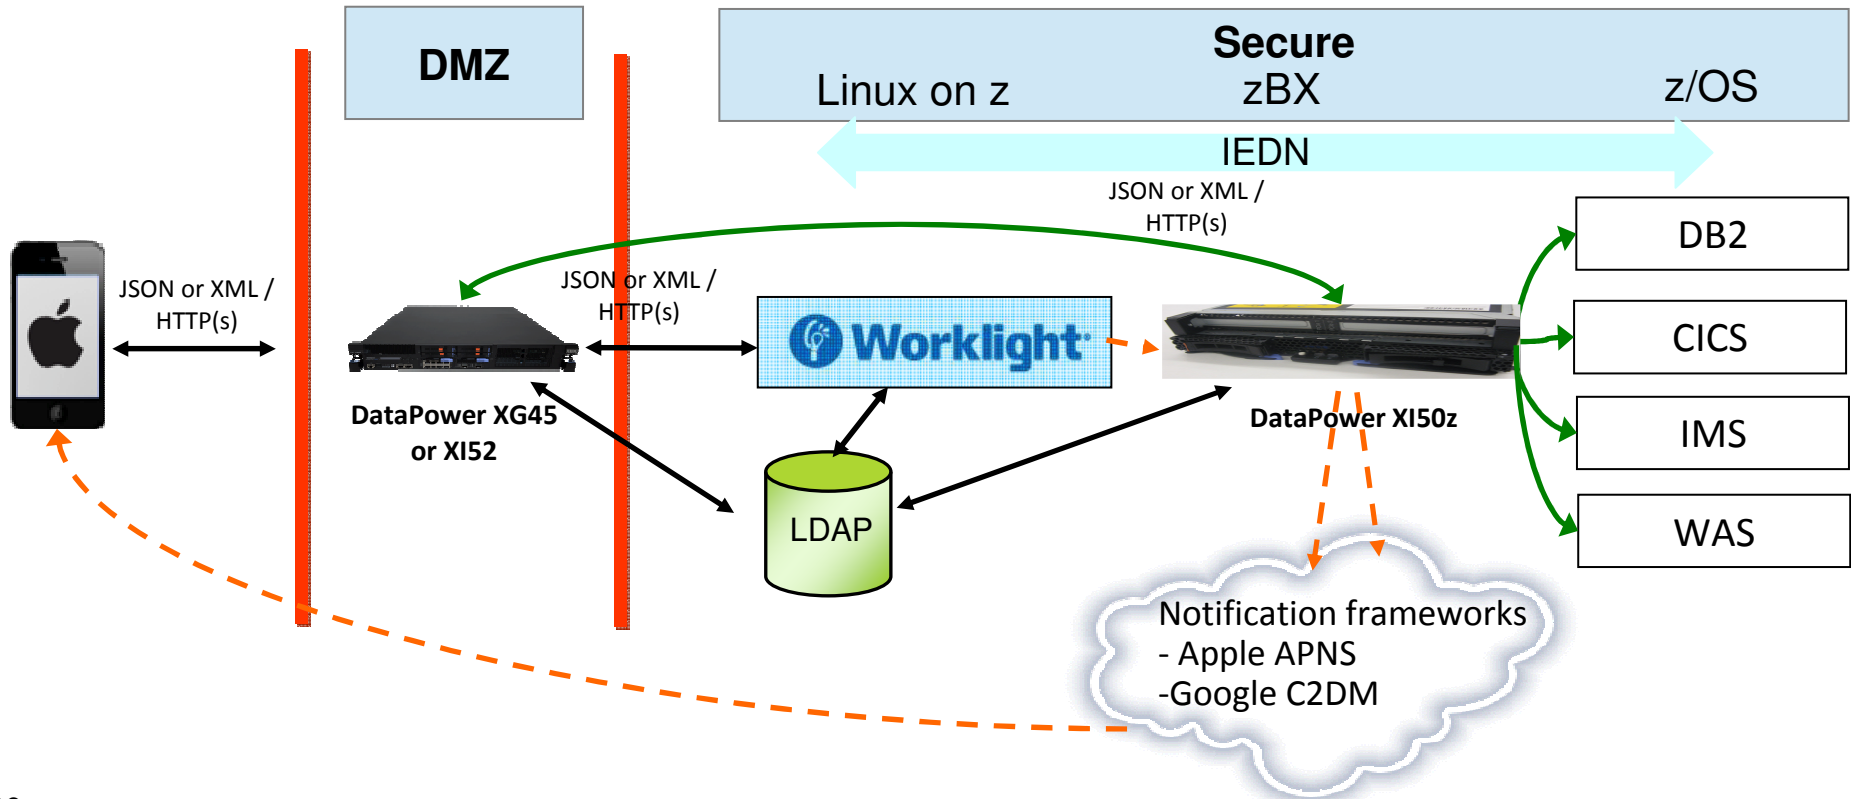 DMZ
Secure
Linux on z
zBX
z/OS
IEDN
JSON or XML /
HTTP(s)
JSON or XML /
HTTP(s)
JSON or XML /
HTTP(s)
Worklight
DataPower XG45
or XI52
DataPower XI50z
LDAP
DB2
CICS
IMS
WAS
Notification frameworks
- Apple APNS
-Google C2DM